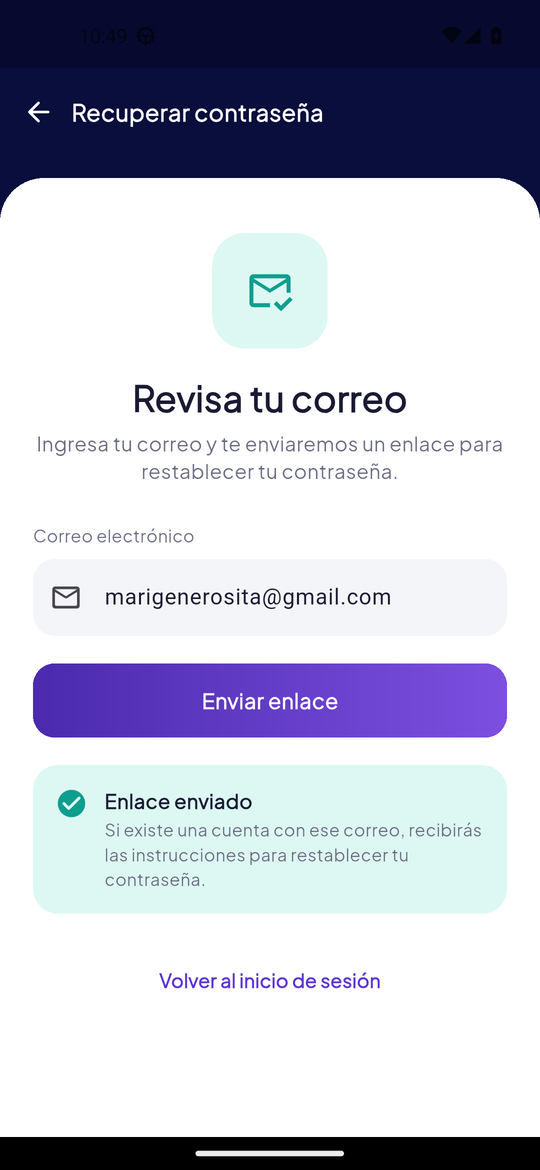 10:49
Recuperar contraseña
Revisa tu correo
Ingresa tu correo y te enviaremos un enlace para
restablecer tu contraseña.
Correo electrónico
marigenerosita@gmail.com
Enviar enlace
Enlace enviado
Si existe una cuenta con ese correo, recibirás
las instrucciones para restablecer tu
contraseña.
Volver al inicio de sesión